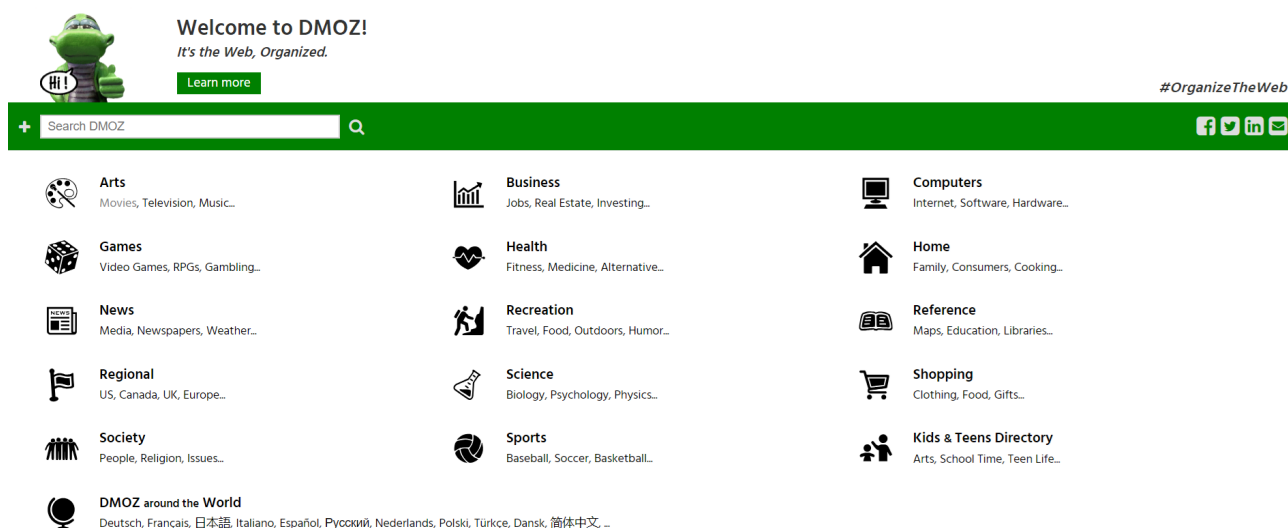 Welcome to DMOZ!
It's the Web, Organized.
Hi!
Learn more
#OrganizeTheWeb
Search DMOZ
Arts
Movies, Television, Music...
Business
Jobs, Real Estate, Investing...
Computers
Internet, Software, Hardware...
Games
Video Games, RPGs, Gambling...
Health
Fitness, Medicine, Alternative...
Home
Family, Consumers, Cooking...
NEWS
News
Media, Newspapers, Weather...
Recreation
Travel, Food, Outdoors, Humor...
Reference
Maps, Education, Libraries...
Regional
US, Canada, UK, Europe...
Science
Biology, Psychology, Physics...
Shopping
Clothing, Food, Gifts...
Society
People, Religion, Issues...
Sports
Baseball, Soccer, Basketball...
Kids & Teens Directory
Arts, School Time, Teen Life...
DMOZ around the World
Deutsch, Français, 日本語, Italiano, Español, Русский, Nederlands, Polski, Türkçe, Dansk, 简体中文, ...